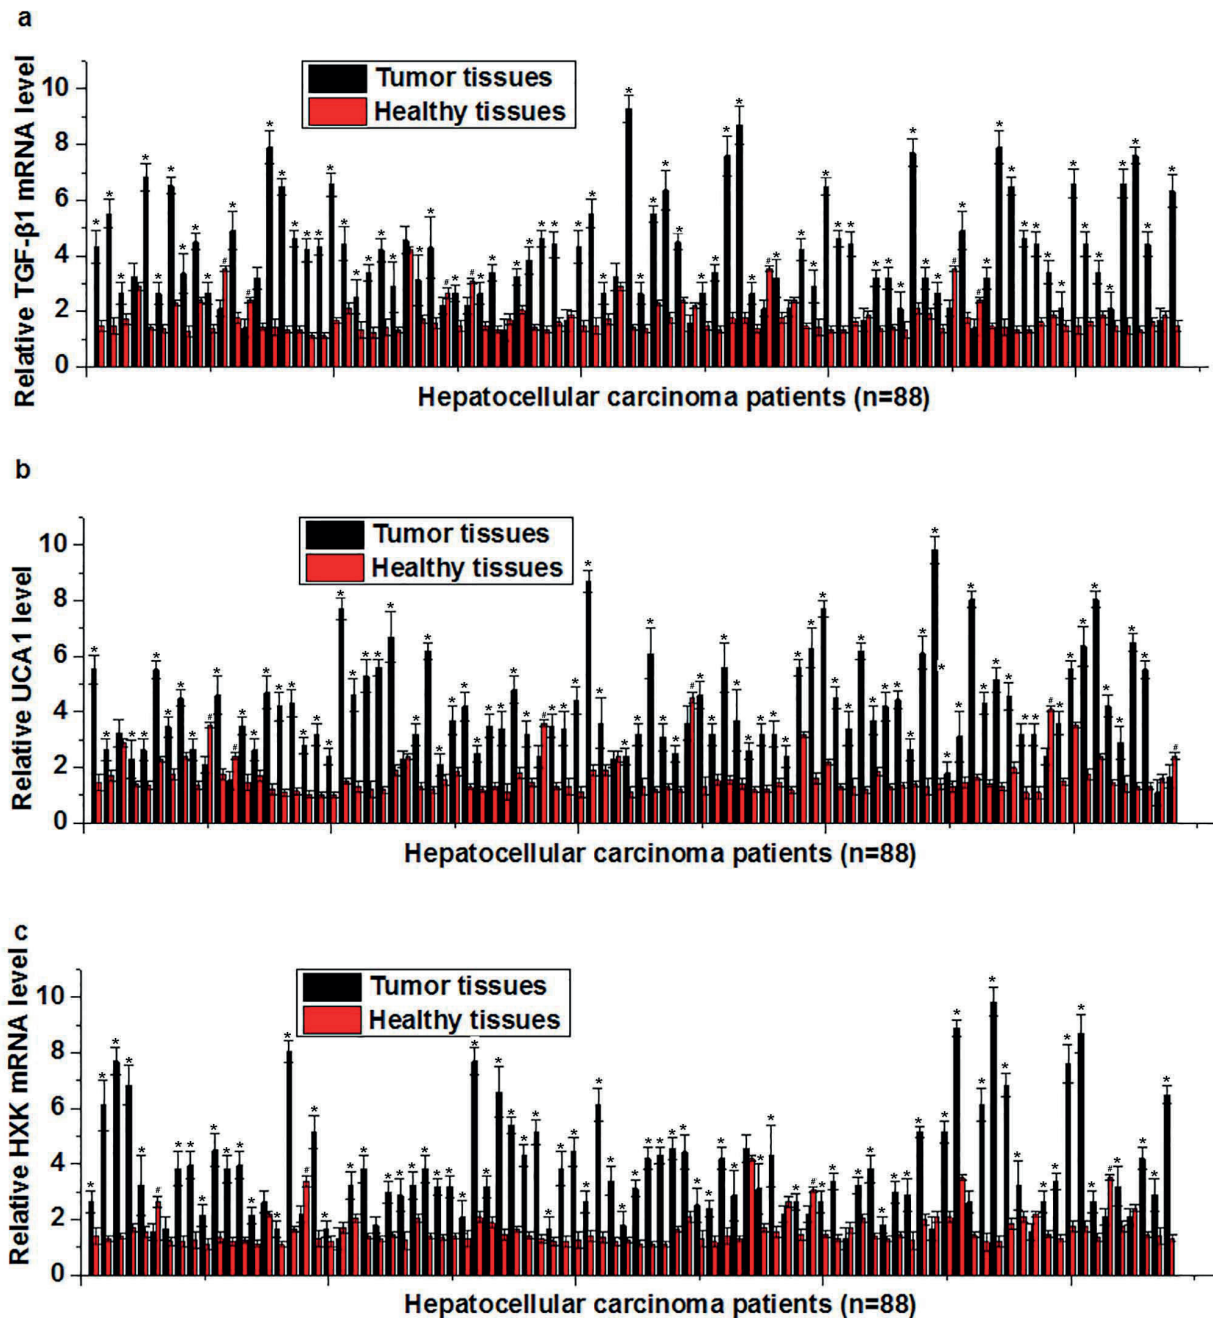 a
Relative TGF-β1 mRNA level
10
8
6
4
2
0
Tumor tissues
Healthy tissues
Hepatocellular carcinoma patients (n=88)
b
Relative UCA1 level
10
8
6
4
2
0
Tumor tissues
Healthy tissues
Hepatocellular carcinoma patients (n=88)
c
Relative HXK mRNA level
10
8
6
4
2
0
Tumor tissues
Healthy tissues
Hepatocellular carcinoma patients (n=88)